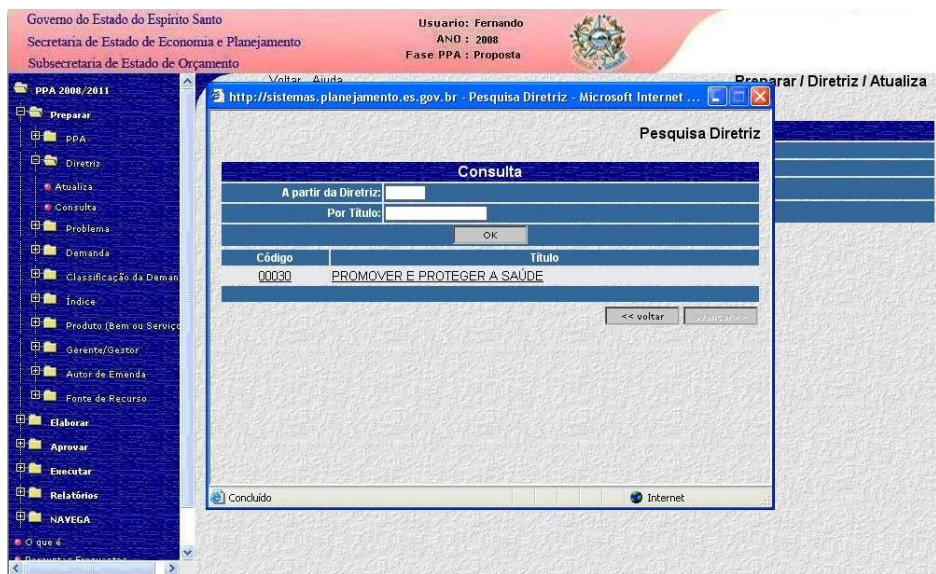 Governo do Estado do Espírito Santo
Secretaria de Estado de Economia e Planejamento
Subsecretaria de Estado de Orçamento
Usuario: Fernando
ANO : 2008
Fase PPA : Proposta
Voltar Ajuda
Preparar / Diretriz / Atualiza
PPA 2008/2011
Preparar
PPA
Diretriz
Atualiza
Consulta
Problema
Demanda
Classificação da Deman
Índice
Produto (Bem ou Serviço
Gerente/Gestor
Autor de Emenda
Fonte de Recurso
Elaborar
Aprovar
Executar
Relatórios
NAVEGA
O que é
Perguntas Frequentes
http://sistemas.planejamento.es.gov.br - Pesquisa Diretriz - Microsoft Internet ...
Pesquisa Diretriz
Consulta
A partir da Diretriz:
Por Título:
OK
Código Título
00030 PROMOVER E PROTEGER A SAÚDE
<< voltar avançar >>
Concluído Internet